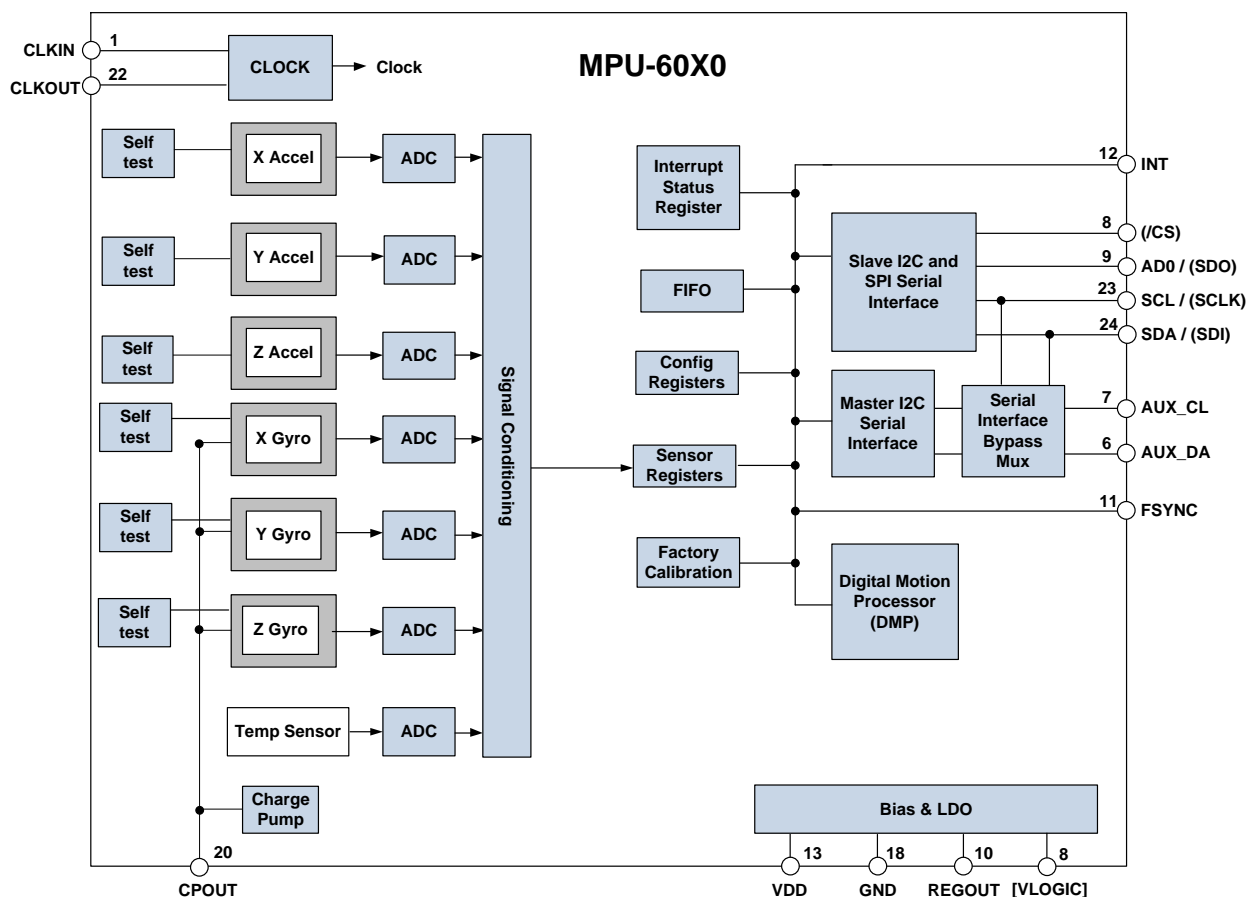 MPU-60X0
CLKIN
1
CLKOUT
22
CLOCK
Clock
Self
test
X Accel
ADC
Self
test
Y Accel
ADC
Self
test
Z Accel
ADC
Self
test
X Gyro
ADC
Self
test
Y Gyro
ADC
Self
test
Z Gyro
ADC
Temp Sensor
ADC
Signal Conditioning
Charge
Pump
20
CPOUT
Interrupt
Status
Register
FIFO
Config
Registers
Sensor
Registers
Factory
Calibration
Slave I2C and
SPI Serial
Interface
Master I2C
Serial
Interface
Serial
Interface
Bypass
Mux
Digital Motion
Processor
(DMP)
12
INT
8
(/CS)
9
AD0 / (SDO)
23
SCL / (SCLK)
24
SDA / (SDI)
7
AUX_CL
6
AUX_DA
11
FSYNC
Bias & LDO
13
VDD
18
GND
10
REGOUT
8
[VLOGIC]